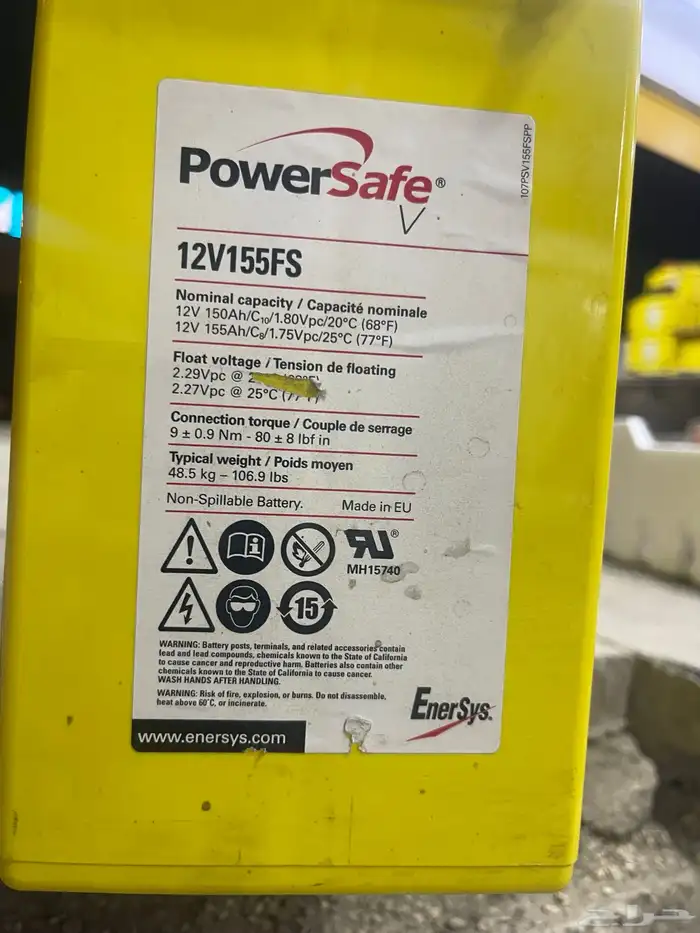 107PSV155FSPP
PowerSafe®
V
12V155FS
Nominal capacity / Capacité nominale
12V 150Ah/C₁₀/1.80Vpc/20°C (68°F)
12V 155Ah/C₈/1.75Vpc/25°C (77°F)
Float voltage / Tension de floating
2.29Vpc @
2.27Vpc @ 25°C (77°F)
Connection torque / Couple de serrage
9 ± 0.9 Nm - 80 ± 8 lbf in
Typical weight / Poids moyen
48.5 kg – 106.9 lbs
Non-Spillable Battery. Made in EU
®
MH15740
15
WARNING: Battery posts, terminals, and related accessories contain
lead and lead compounds, chemicals known to the State of California
to cause cancer and reproductive harm. Batteries also contain other
chemicals known to the State of California to cause cancer.
WASH HANDS AFTER HANDLING.
WARNING: Risk of fire, explosion, or burns. Do not disassemble,
heat above 60°C, or incinerate.
EnerSys.
www.enersys.com
حراج